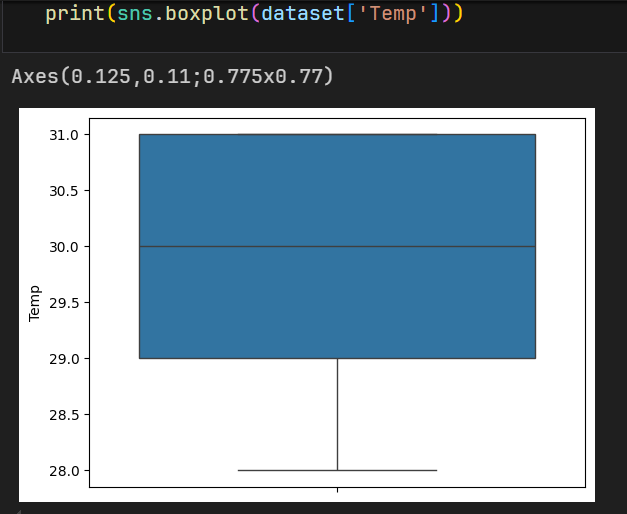 print(sns.boxplot(dataset['Temp']))
Axes(0.125,0.11;0.775x0.77)
31.0
30.5
30.0
29.5
Temp
29.0
28.5
28.0